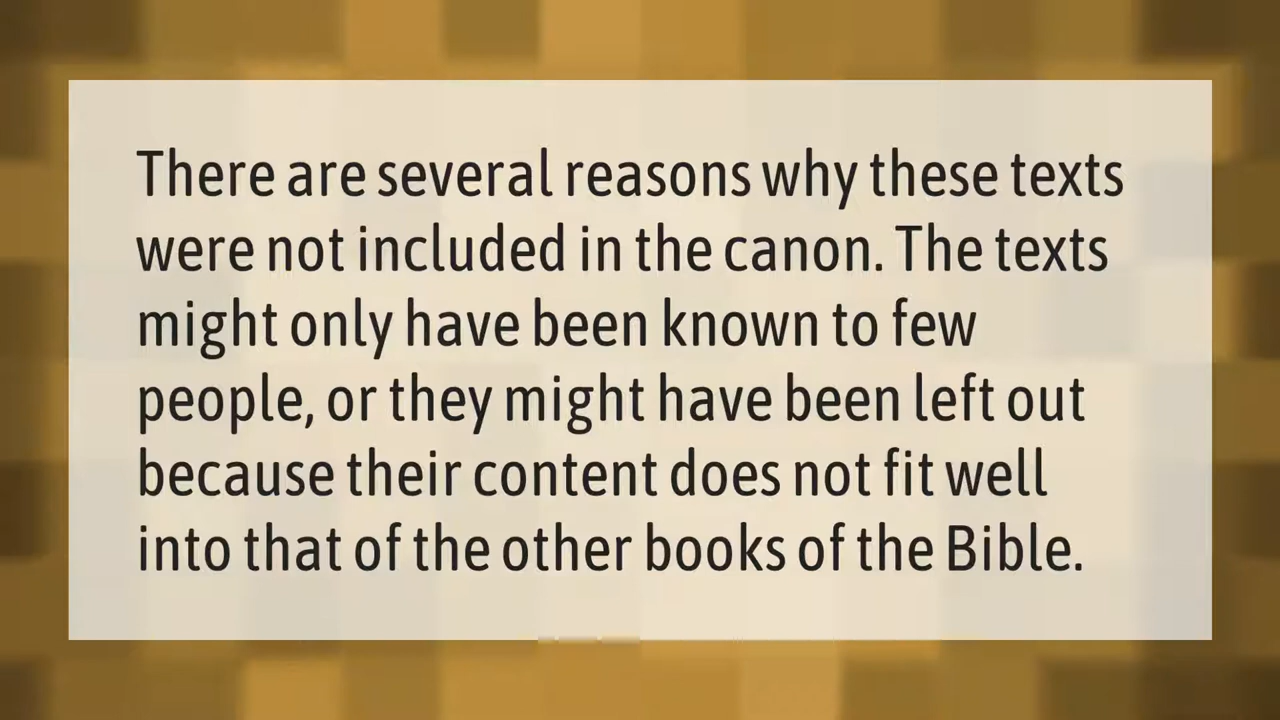 There are several reasons why these texts
were not included in the canon. The texts
might only have been known to few
people, or they might have been left out
because their content does not fit well
into that of the other books of the Bible.